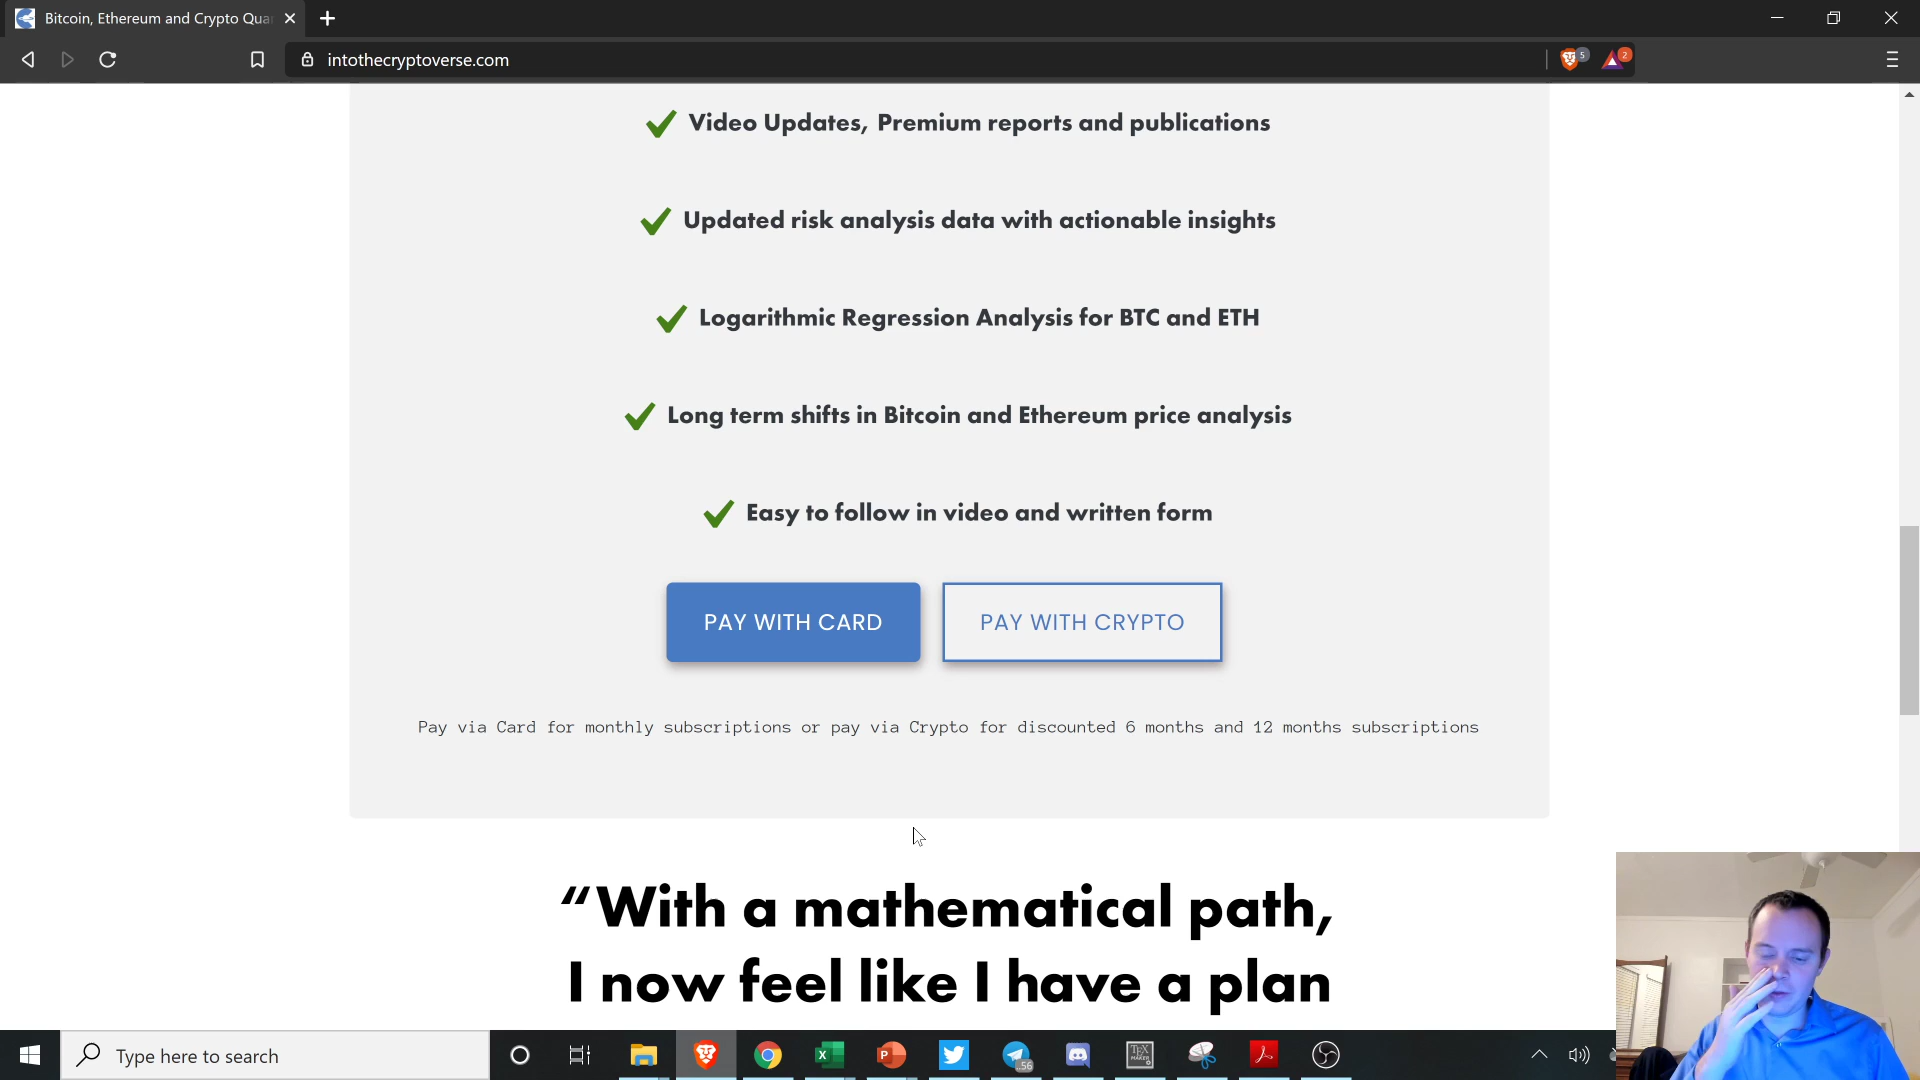 Bitcoin, Ethereum and Crypto Qua
intothecryptoverse.com
5
2
Video Updates, Premium reports and publications
Updated risk analysis data with actionable insights
Logarithmic Regression Analysis for BTC and ETH
Long term shifts in Bitcoin and Ethereum price analysis
Easy to follow in video and written form
PAY WITH CARD
PAY WITH CRYPTO
Pay via Card for monthly subscriptions or pay via Crypto for discounted 6 months and 12 months subscriptions
“With a mathematical path,
I now feel like I have a plan
Type here to search
56